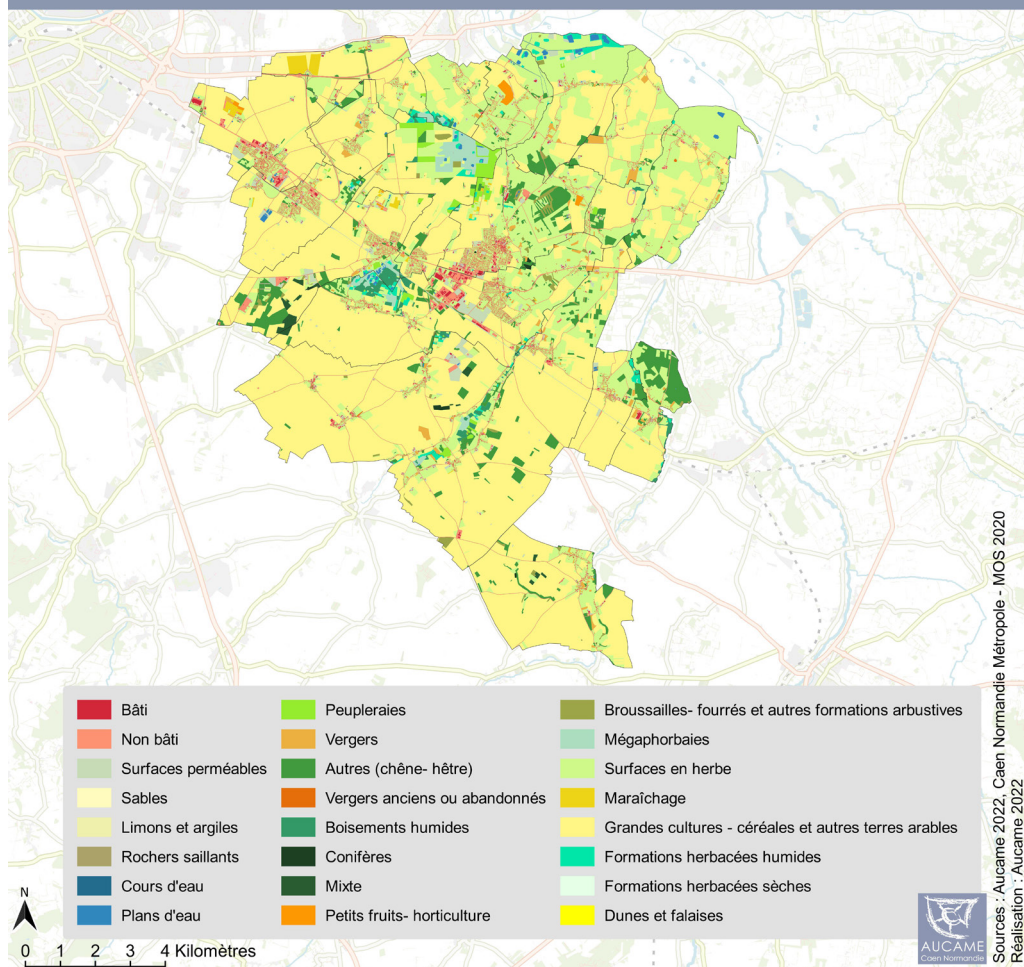 Bâti
Non bâti
Surfaces perméables
Sables
Limons et argiles
Rochers saillants
Cours d'eau
Plans d'eau
Peupleraies
Vergers
Autres (chêne- hêtre)
Vergers anciens ou abandonnés
Boisements humides
Conifères
Mixte
Petits fruits- horticulture
Broussailles- fourrés et autres formations arbustives
Mégaphorbaies
Surfaces en herbe
Maraîchage
Grandes cultures - céréales et autres terres arables
Formations herbacées humides
Formations herbacées sèches
Dunes et falaises
N
0 1 2 3 4 Kilomètres
AUCAME
Caen Normandie
Sources : Aucame 2022, Caen Normandie Métropole - MOS 2020
Réalisation : Aucame 2022